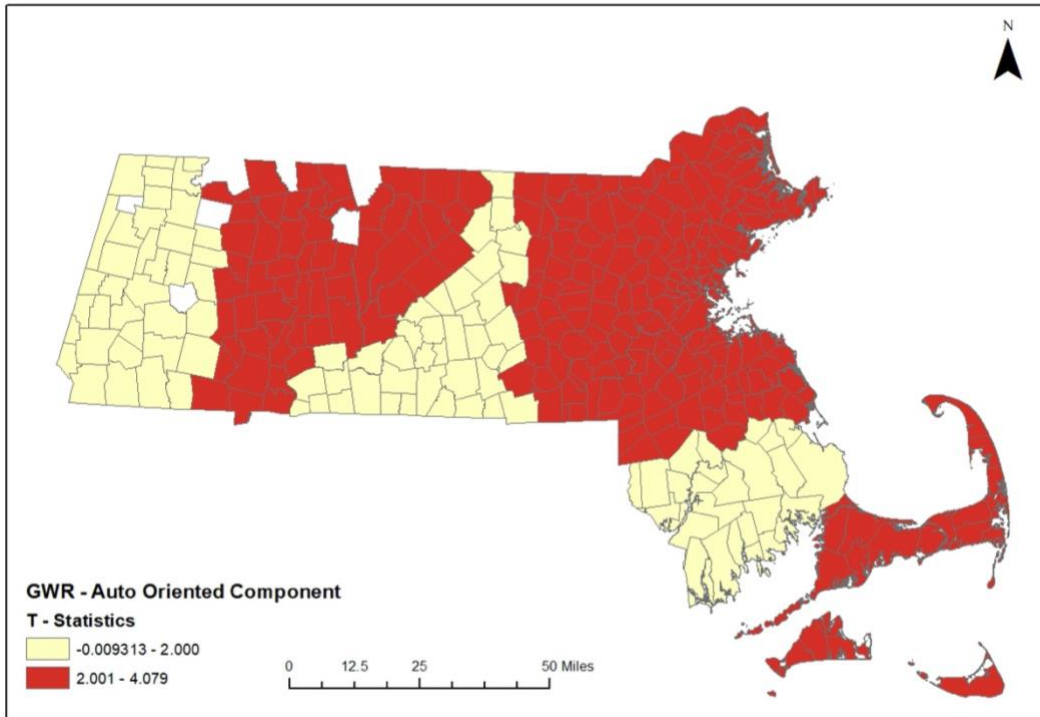 N
GWR - Auto Oriented Component
T - Statistics
-0.009313 - 2.000
2.001 - 4.079
0 12.5 25 50 Miles